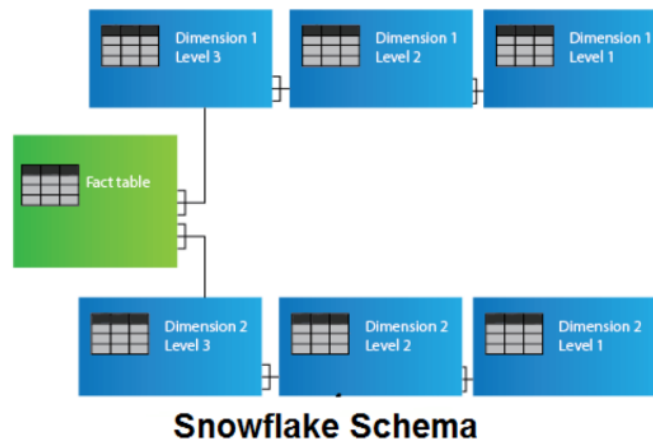 Dimension 1
Level 3
Dimension 1
Level 2
Dimension 1
Level 1
Fact table
Dimension 2
Level 3
Dimension 2
Level 2
Dimension 2
Level 1
Snowflake Schema